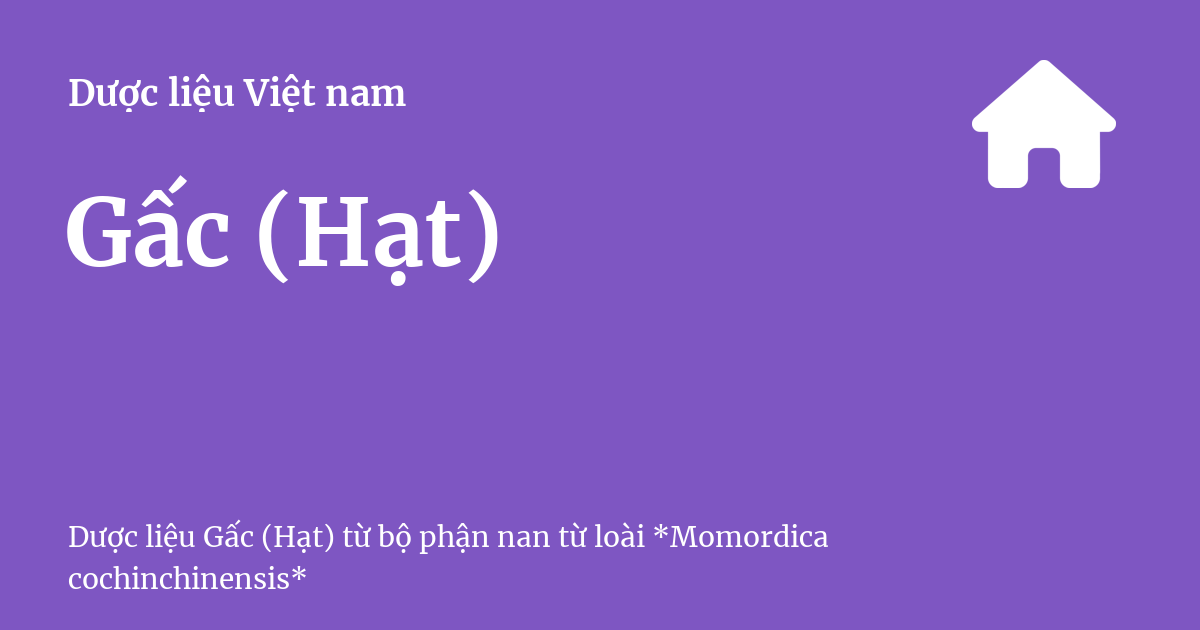 Dược liệu Việt nam
Gấc (Hạt)
Dược liệu Gấc (Hạt) từ bộ phận nan từ loài *Momordica
cochinchinensis*